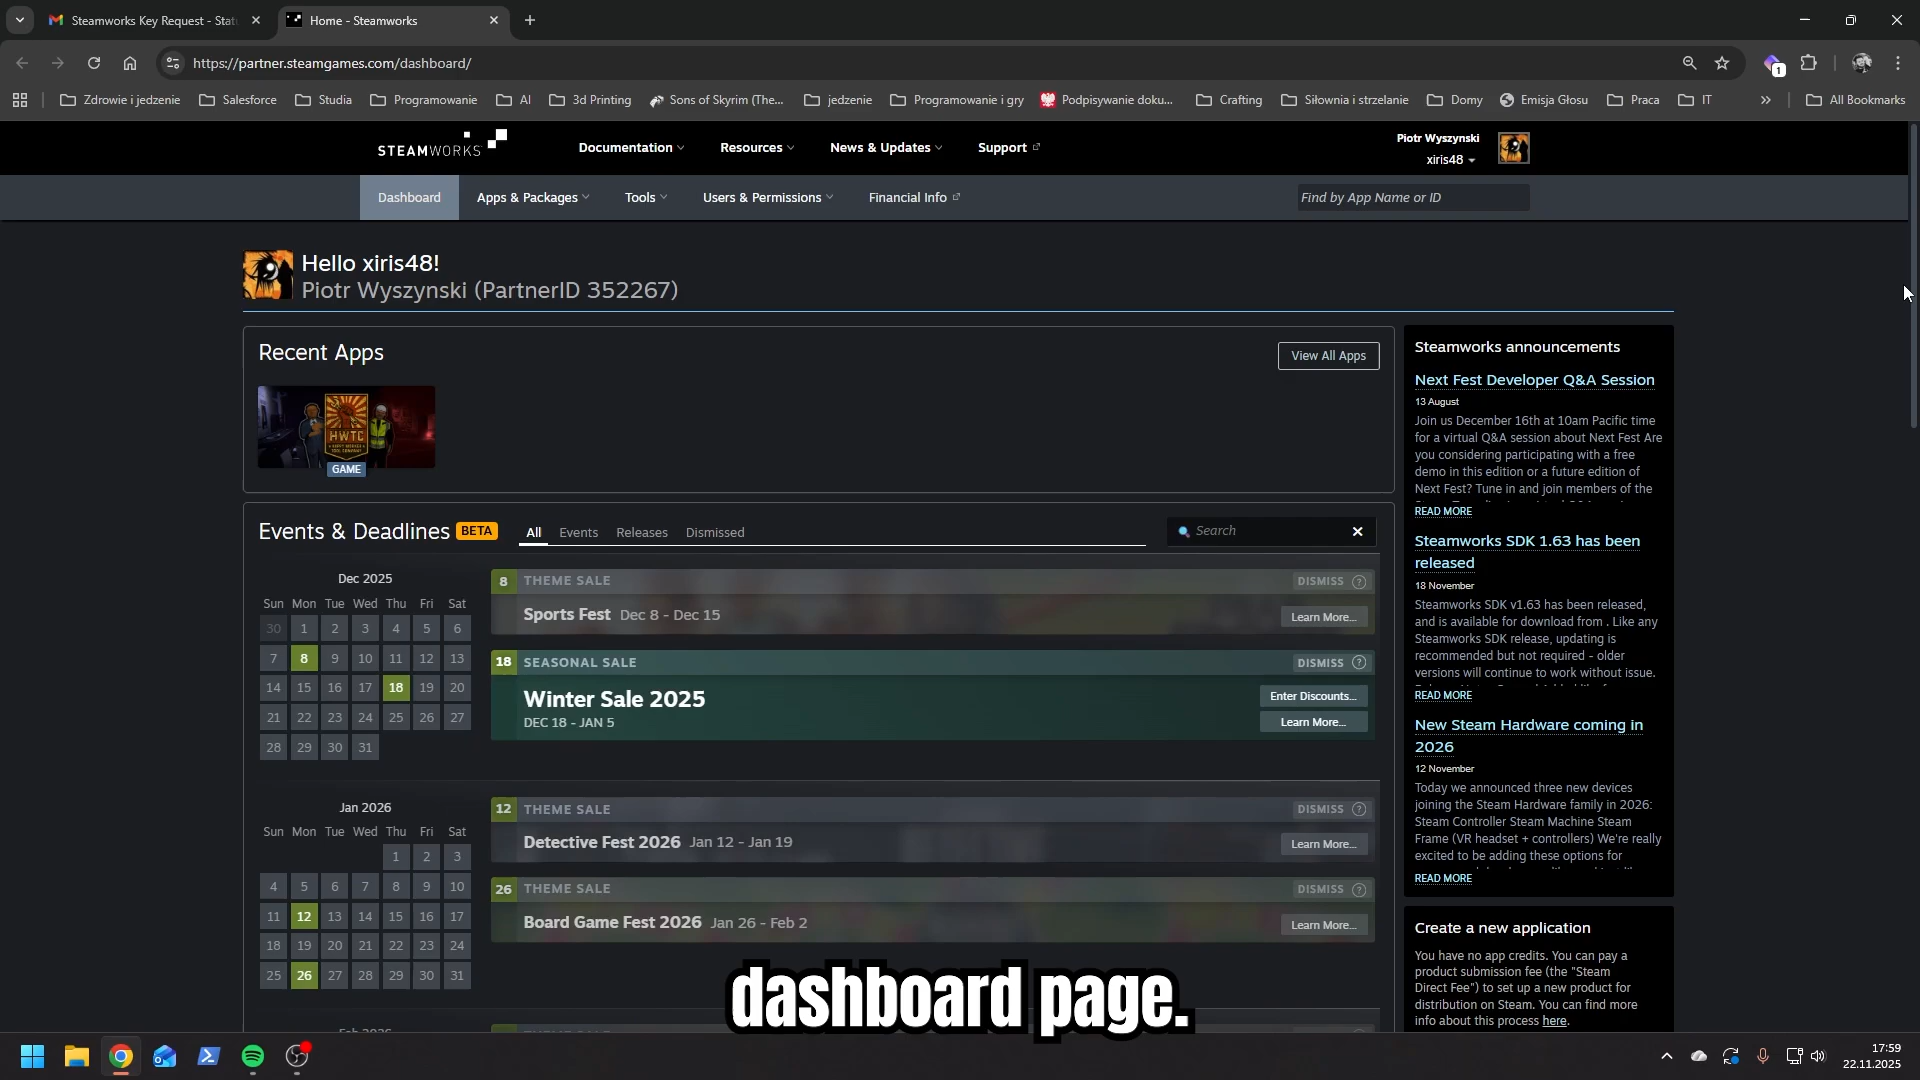 Steamworks Key Request - Stat
Home - Steamworks
https://partner.steamgames.com/dashboard/
1
Zdrowie i jedzenie
Salesforce
Studia
Programowanie
AI
3d Printing
Sons of Skyrim (The...
jedzenie
Programowanie i gry
Podpisywanie doku...
Crafting
Siłownia i strzelanie
Domy
Emisja Głosu
Praca
IT
All Bookmarks
STEAMWORKS
Documentation
Resources
News & Updates
Support
Piotr Wyszynski
xiris48
Dashboard
Apps & Packages
Tools
Users & Permissions
Financial Info
Find by App Name or ID
Hello xiris48!
Piotr Wyszynski (PartnerID 352267)
Recent Apps
View All Apps
HWTC
GAME
Events & Deadlines BETA
All
Events
Releases
Dismissed
Search
Dec 2025
Sun Mon Tue Wed Thu Fri Sat
30 1 2 3 4 5 6
7 8 9 10 11 12 13
14 15 16 17 18 19 20
21 22 23 24 25 26 27
28 29 30 31
8 THEME SALE
DISMISS ?
Sports Fest Dec 8 - Dec 15
Learn More...
18 SEASONAL SALE
DISMISS ?
Winter Sale 2025
DEC 18 - JAN 5
Enter Discounts...
Learn More...
Jan 2026
Sun Mon Tue Wed Thu Fri Sat
1 2 3
4 5 6 7 8 9 10
11 12 13 14 15 16 17
18 19 20 21 22 23 24
25 26 27 28 29 30 31
12 THEME SALE
DISMISS ?
Detective Fest 2026 Jan 12 - Jan 19
Learn More...
26 THEME SALE
DISMISS ?
Board Game Fest 2026 Jan 26 - Feb 2
Learn More...
Steamworks announcements
Next Fest Developer Q&A Session
13 August
Join us December 16th at 10am Pacific time
for a virtual Q&A session about Next Fest Are
you considering participating with a free
demo in this edition or a future edition of
Next Fest? Tune in and join members of the
READ MORE
Steamworks SDK 1.63 has been
released
18 November
Steamworks SDK v1.63 has been released,
and is available for download from . Like any
Steamworks SDK release, updating is
recommended but not required - older
versions will continue to work without issue.
READ MORE
New Steam Hardware coming in
2026
12 November
Today we announced three new devices
joining the Steam Hardware family in 2026:
Steam Controller Steam Machine Steam
Frame (VR headset + controllers) We're really
excited to be adding these options for
READ MORE
Create a new application
You have no app credits. You can pay a
product submission fee (the "Steam
Direct Fee") to set up a new product for
distribution on Steam. You can find more
info about this process here.
dashboard page.
17:59
22.11.2025